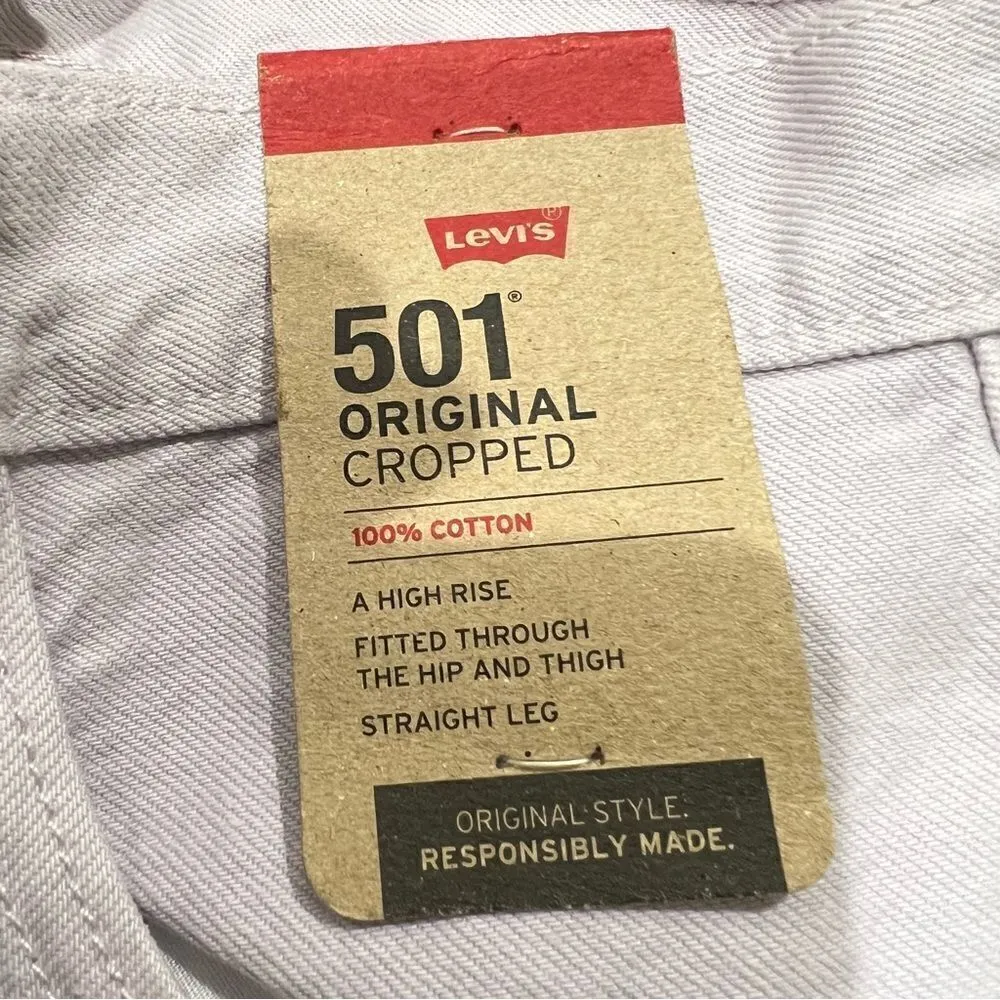 Levi's ®
501®
ORIGINAL
CROPPED
100% COTTON
A HIGH RISE
FITTED THROUGH
THE HIP AND THIGH
STRAIGHT LEG
ORIGINAL STYLE.
RESPONSIBLY MADE.